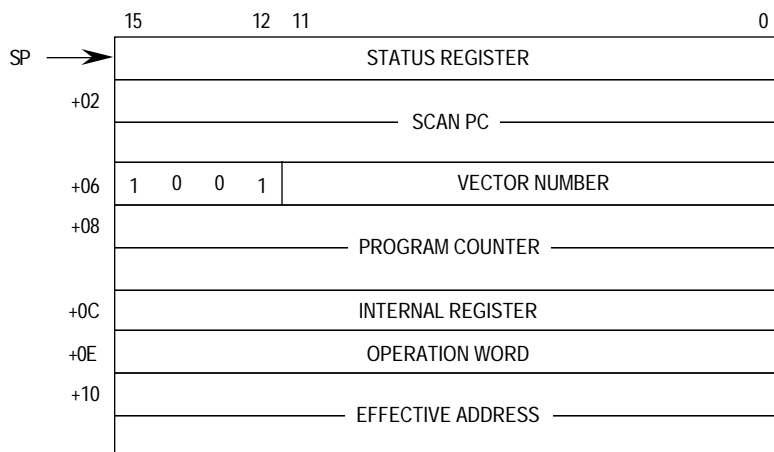 15 12 11 0
SP STATUS REGISTER
+02
SCAN PC
+06 1 0 0 1 VECTOR NUMBER
+08
PROGRAM COUNTER
+0C INTERNAL REGISTER
+0E OPERATION WORD
+10
EFFECTIVE ADDRESS